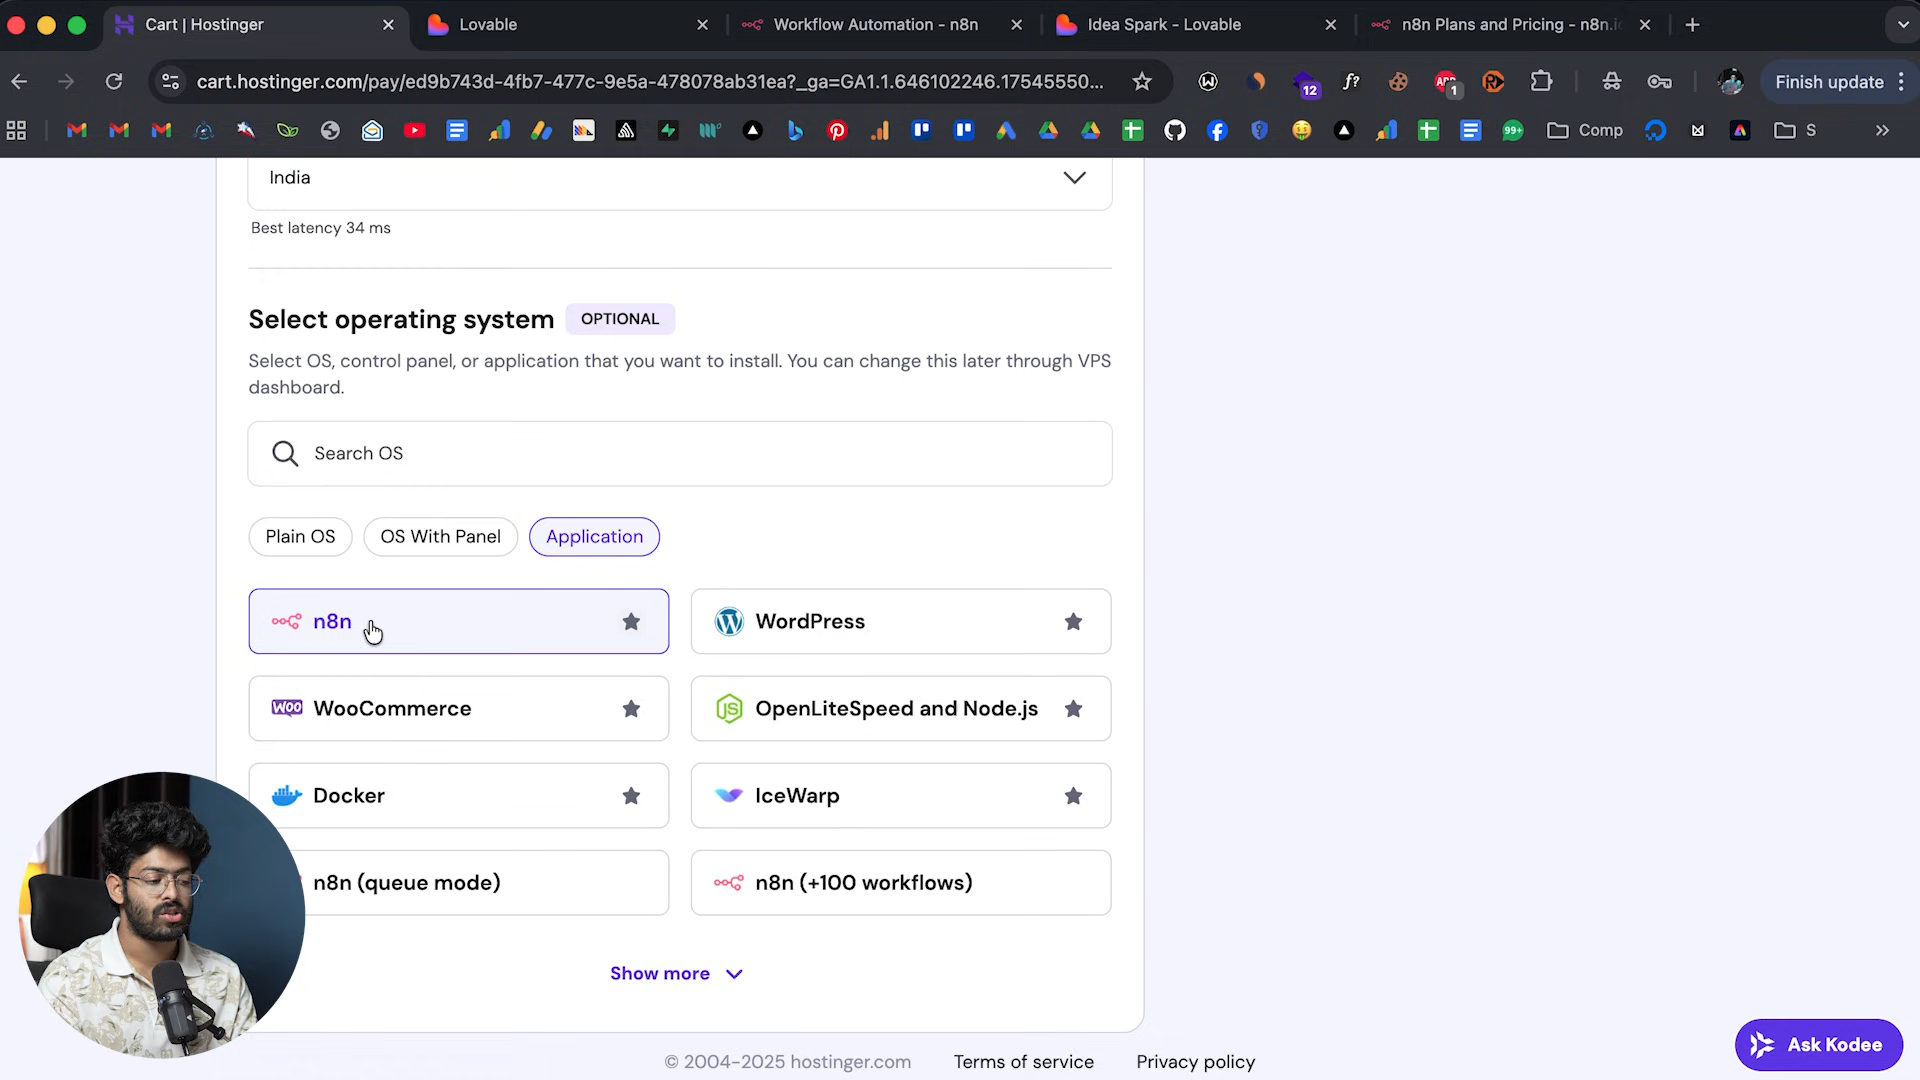 Cart | Hostinger
Lovable
Workflow Automation - n8n
Idea Spark - Lovable
n8n Plans and Pricing - n8n.i
cart.hostinger.com/pay/ed9b743d-4fb7-477c-9e5a-478078ab31ea?_ga=GA1.1.646102246.17545550...
12
f?
1
Finish update
99+
Comp
S
India
Best latency 34 ms
Select operating system
OPTIONAL
Select OS, control panel, or application that you want to install. You can change this later through VPS
dashboard.
Search OS
Plain OS
OS With Panel
Application
n8n
WordPress
WOO WooCommerce
OpenLiteSpeed and Node.js
Docker
IceWarp
n8n (queue mode)
n8n (+100 workflows)
Show more
© 2004-2025 hostinger.com
Terms of service
Privacy policy
Ask Kodee